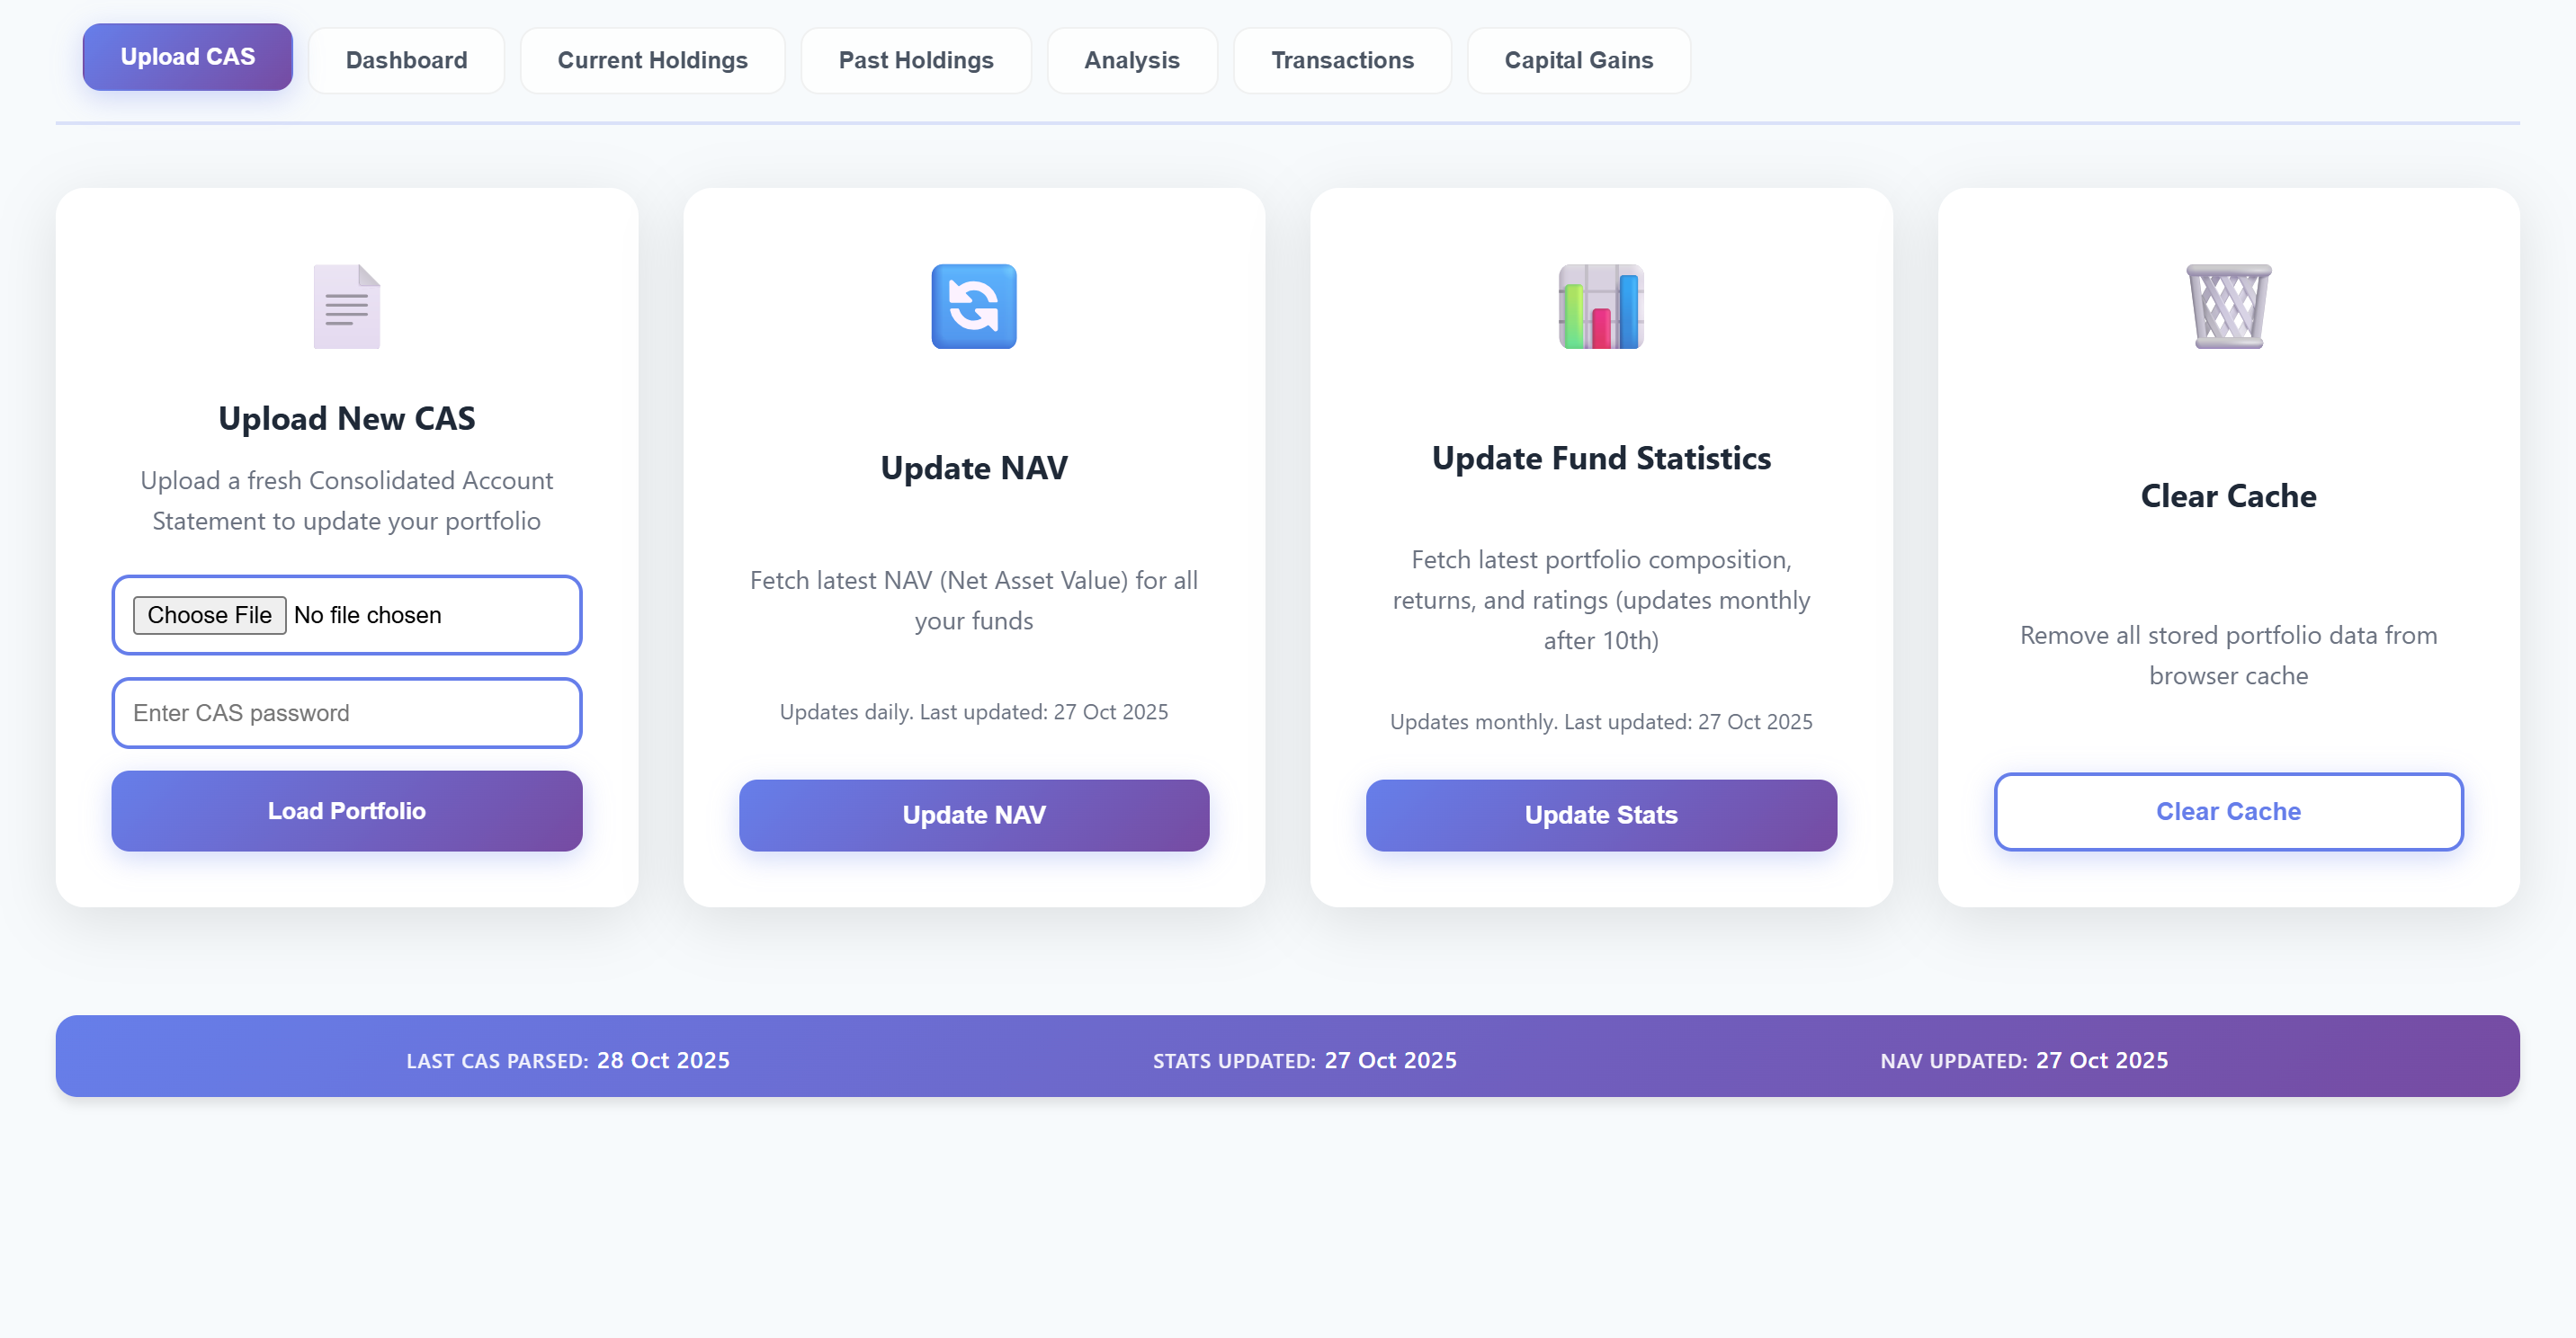 Upload CAS
Dashboard
Current Holdings
Past Holdings
Analysis
Transactions
Capital Gains
Upload New CAS
Upload a fresh Consolidated Account
Statement to update your portfolio
Choose File No file chosen
Enter CAS password
Load Portfolio
Update NAV
Fetch latest NAV (Net Asset Value) for all
your funds
Updates daily. Last updated: 27 Oct 2025
Update NAV
Update Fund Statistics
Fetch latest portfolio composition,
returns, and ratings (updates monthly
after 10th)
Updates monthly. Last updated: 27 Oct 2025
Update Stats
Clear Cache
Remove all stored portfolio data from
browser cache
Clear Cache
LAST CAS PARSED: 28 Oct 2025
STATS UPDATED: 27 Oct 2025
NAV UPDATED: 27 Oct 2025